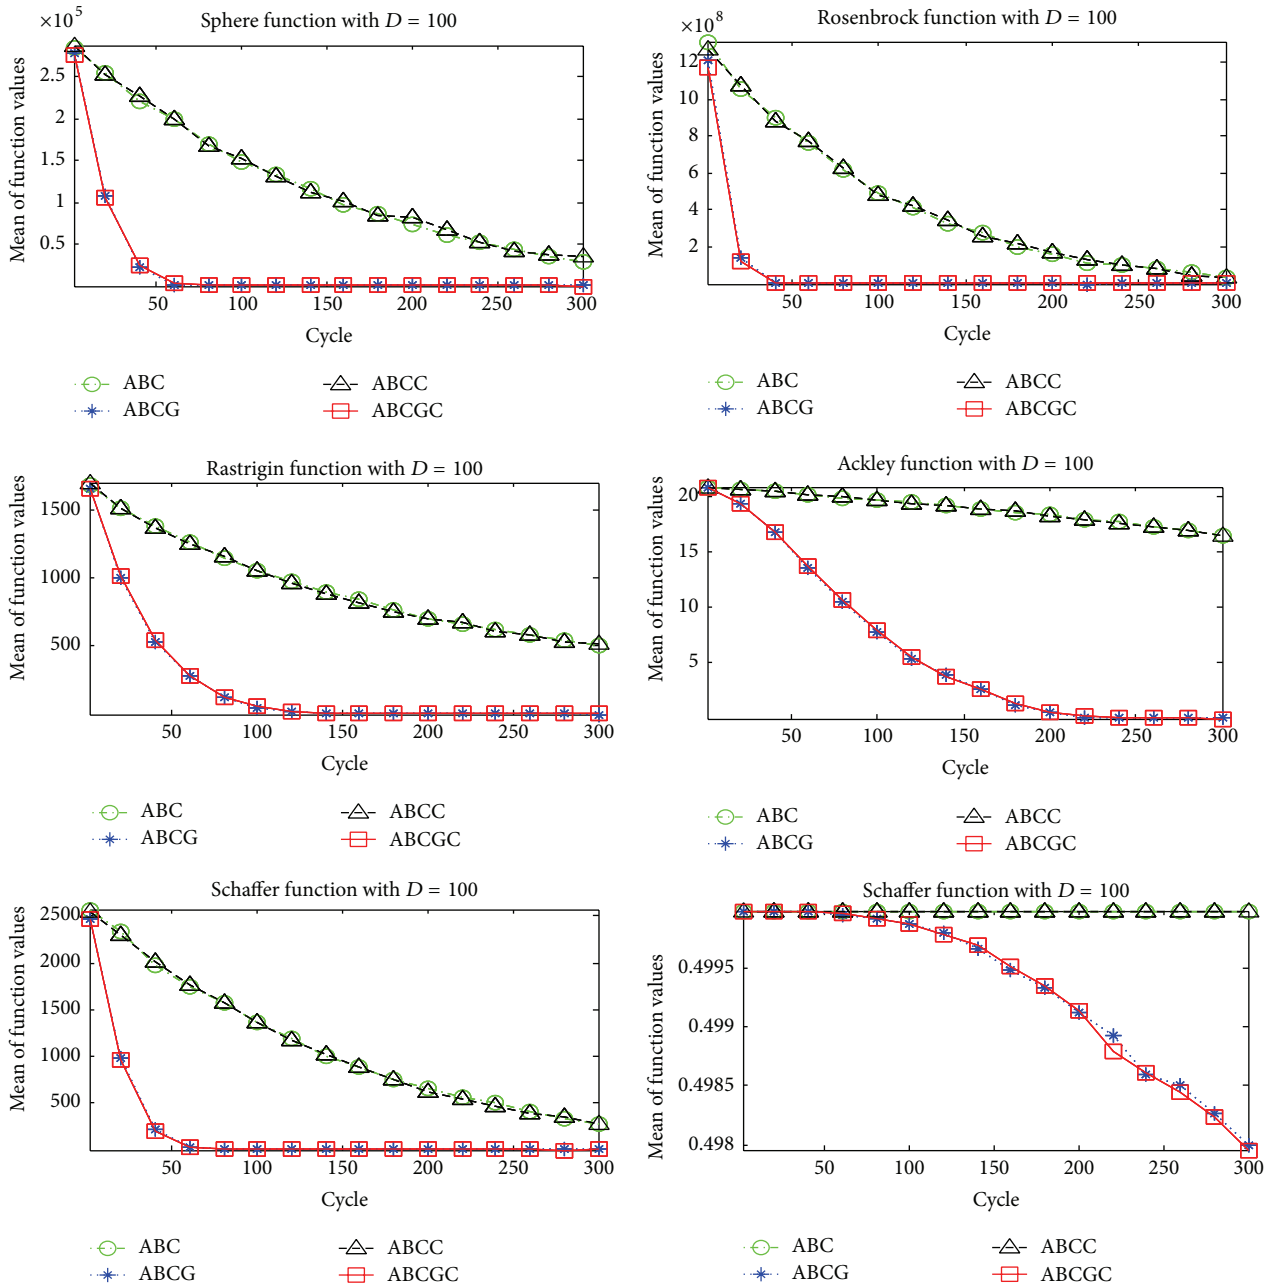 Sphere function with D = 100
×10⁵
Mean of function values
2.5
2
1.5
1
0.5
50 100 150 200 250 300
Cycle
ABC ABCC
ABCG ABCGC
Rosenbrock function with D = 100
×10⁸
Mean of function values
12
10
8
6
4
2
50 100 150 200 250 300
Cycle
ABC ABCC
ABCG ABCGC
Rastrigin function with D = 100
Mean of function values
1500
1000
500
50 100 150 200 250 300
Cycle
ABC ABCC
ABCG ABCGC
Ackley function with D = 100
Mean of function values
20
15
10
5
50 100 150 200 250 300
Cycle
ABC ABCC
ABCG ABCGC
Schaffer function with D = 100
Mean of function values
2500
2000
1500
1000
500
50 100 150 200 250 300
Cycle
ABC ABCC
ABCG ABCGC
Schaffer function with D = 100
Mean of function values
0.4995
0.499
0.4985
0.498
50 100 150 200 250 300
Cycle
ABC ABCC
ABCG ABCGC